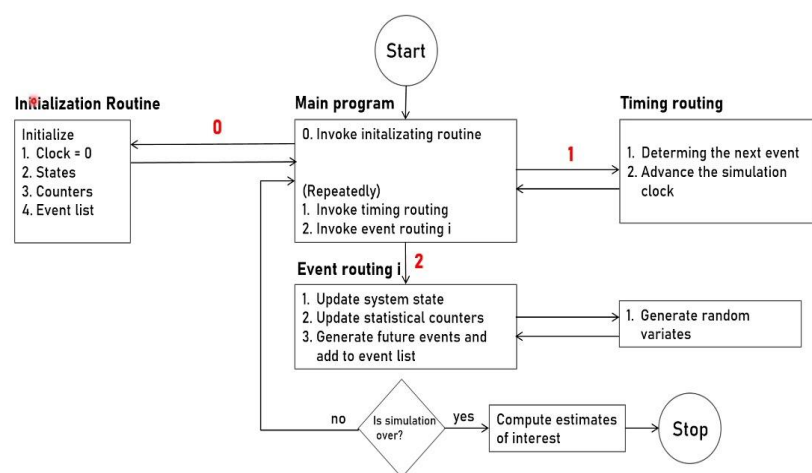 Start
Initialization Routine
Initialize
1. Clock = 0
2. States
3. Counters
4. Event list
0
Main program
0. Invoke initalizating routine
(Repeatedly)
1. Invoke timing routing
2. Invoke event routing i
1
Timing routing
1. Determing the next event
2. Advance the simulation
clock
2
Event routing i
1. Update system state
2. Update statistical counters
3. Generate future events and
add to event list
1. Generate random
variates
no
Is simulation
over?
yes
Compute estimates
of interest
Stop